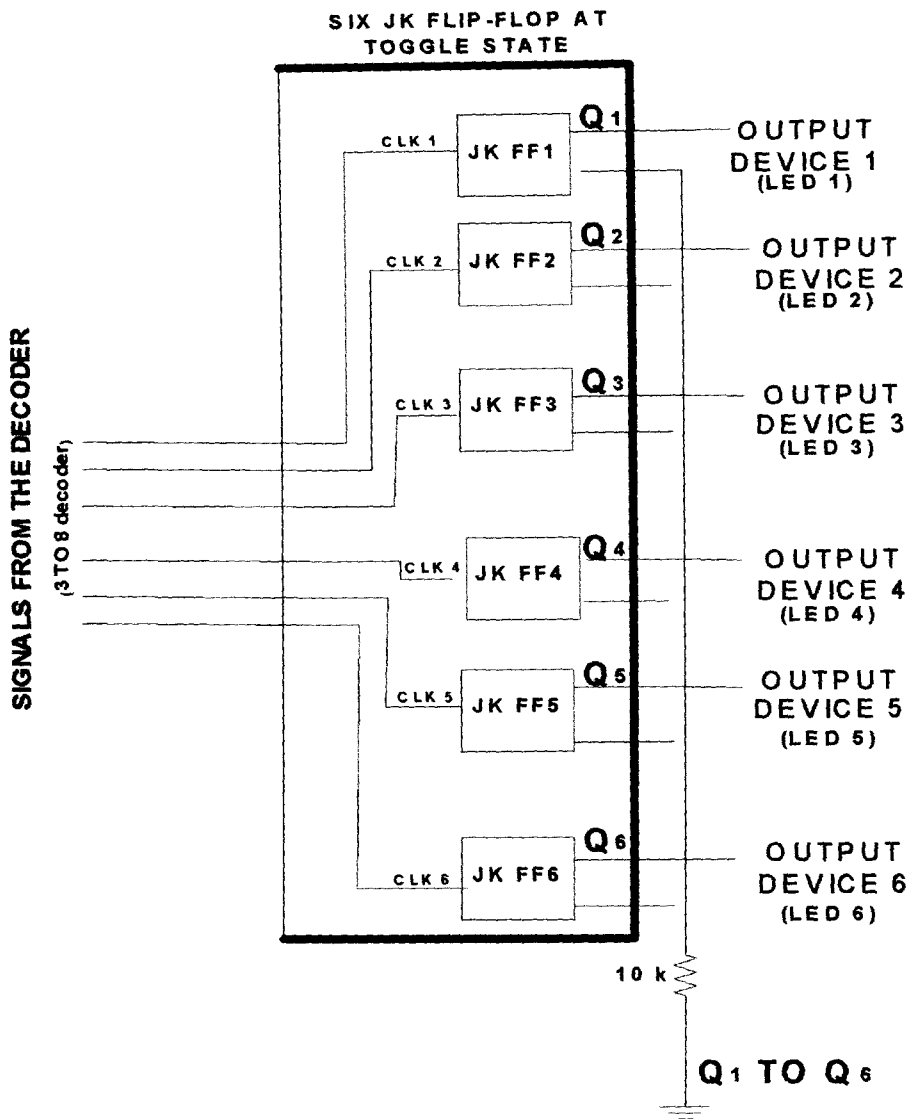 SIX JK FLIP-FLOP AT
TOGGLE STATE
Q1
CLK 1
JK FF1
OUTPUT
DEVICE 1
(LED 1)
Q2
CLK 2
JK FF2
OUTPUT
DEVICE 2
(LED 2)
SIGNALS FROM THE DECODER
(3 TO 8 decoder)
Q3
CLK 3
JK FF3
OUTPUT
DEVICE 3
(LED 3)
Q4
CLK 4
JK FF4
OUTPUT
DEVICE 4
(LED 4)
Q5
CLK 5
JK FF5
OUTPUT
DEVICE 5
(LED 5)
Q6
CLK 6
JK FF6
OUTPUT
DEVICE 6
(LED 6)
10 k
Q1 TO Q6